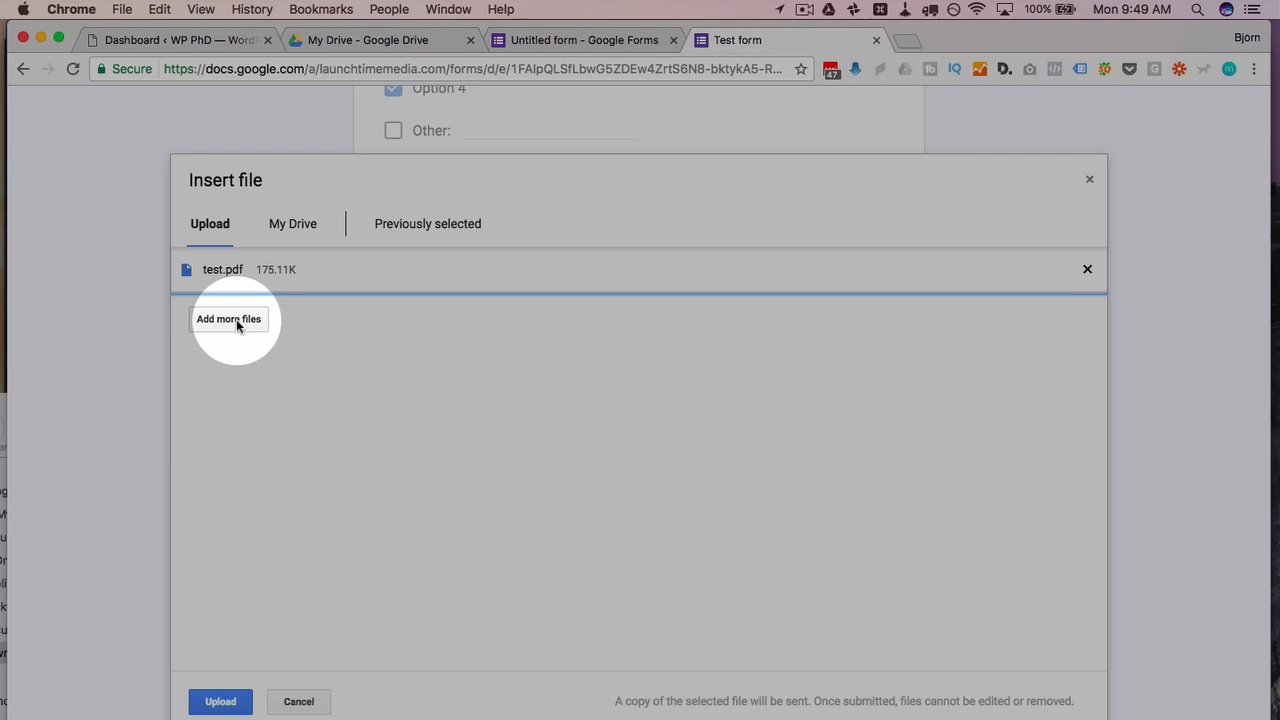 Chrome File Edit View History Bookmarks People Window Help 100% Mon 9:49 AM
Dashboard ‹ WP PhD — Word My Drive - Google Drive Untitled form - Google Forms Test form Bjorn
Secure https://docs.google.com/a/launchtimemedia.com/forms/d/e/1FAIpQLSfLbwG5ZDEw4ZrtS6N8-bktykA5-R... 47
Option 4
Other:
Insert file
Upload My Drive Previously selected
test.pdf 175.11K
Add more files
Upload Cancel A copy of the selected file will be sent. Once submitted, files cannot be edited or removed.